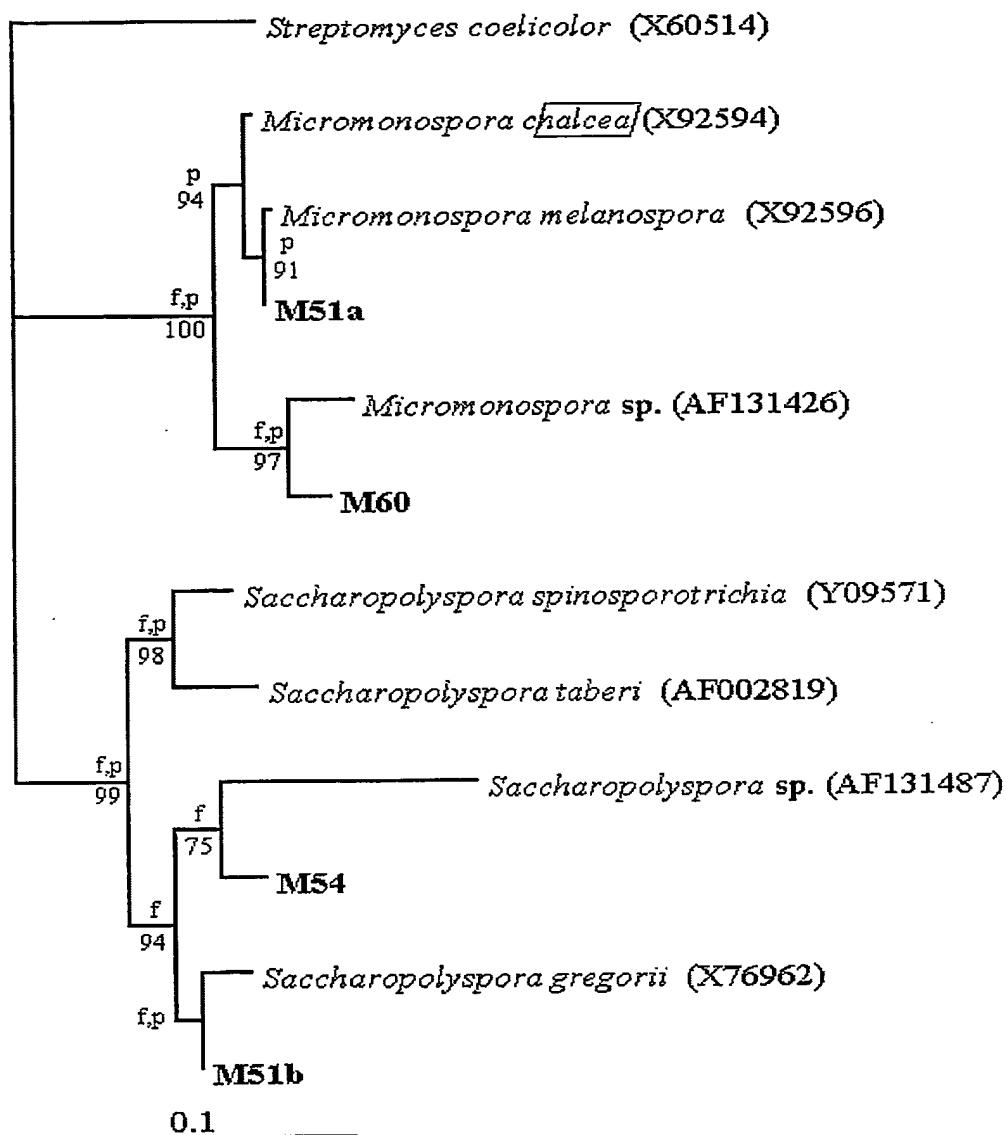 Streptomyces coelicolor (X60514)
Micromonospora chalcea (X92594)
p
94
Micromonospora melanospora (X92596)
p
91
M51a
f,p
100
Micromonospora sp. (AF131426)
f,p
97
M60
Saccharopolyspora spinosporotrichia (Y09571)
f,p
98
Saccharopolyspora taberi (AF002819)
f,p
99
Saccharopolyspora sp. (AF131487)
f
75
M54
f
94
Saccharopolyspora gregorii (X76962)
f,p
M51b
0.1